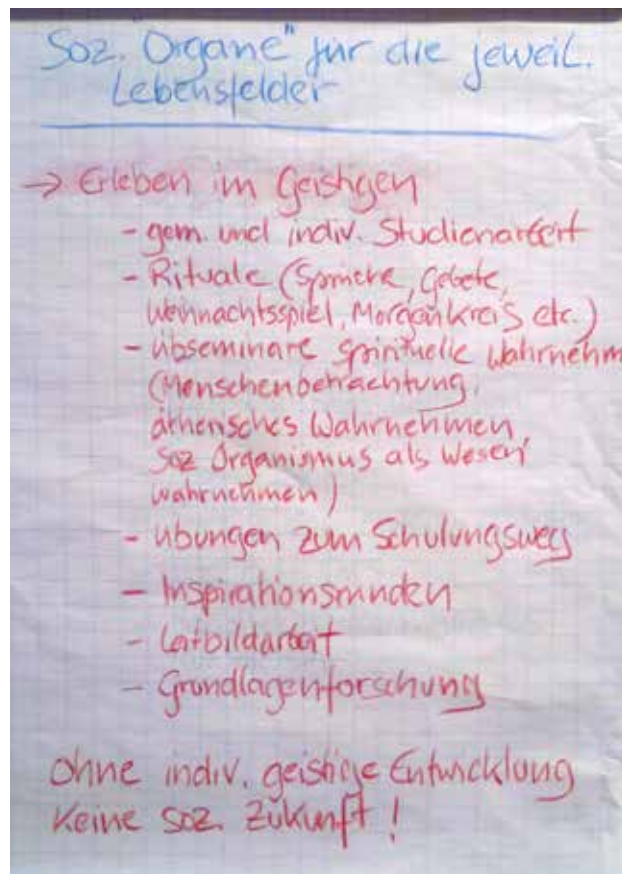 Soz. "Organe" für die jeweil.
Lebensfelder
→ Erleben im Geistigen
- gem. und indiv. Studienarbeit
- Rituale (Sprüche, Gebete,
Weihnachtsspiel, Morgenkreis etc.)
- Übseminare spirituelle Wahrnehm
(Menschenbetrachtung,
ätherisches Wahrnehmen,
Soz Organismus als Wesen
wahrnehmen)
- Übungen zum Schulungsweg
- Inspirationsrunden
- Leitbildarbeit
- Grundlagenforschung
Ohne indiv. geistige Entwicklung
Keine soz. Zukunft!